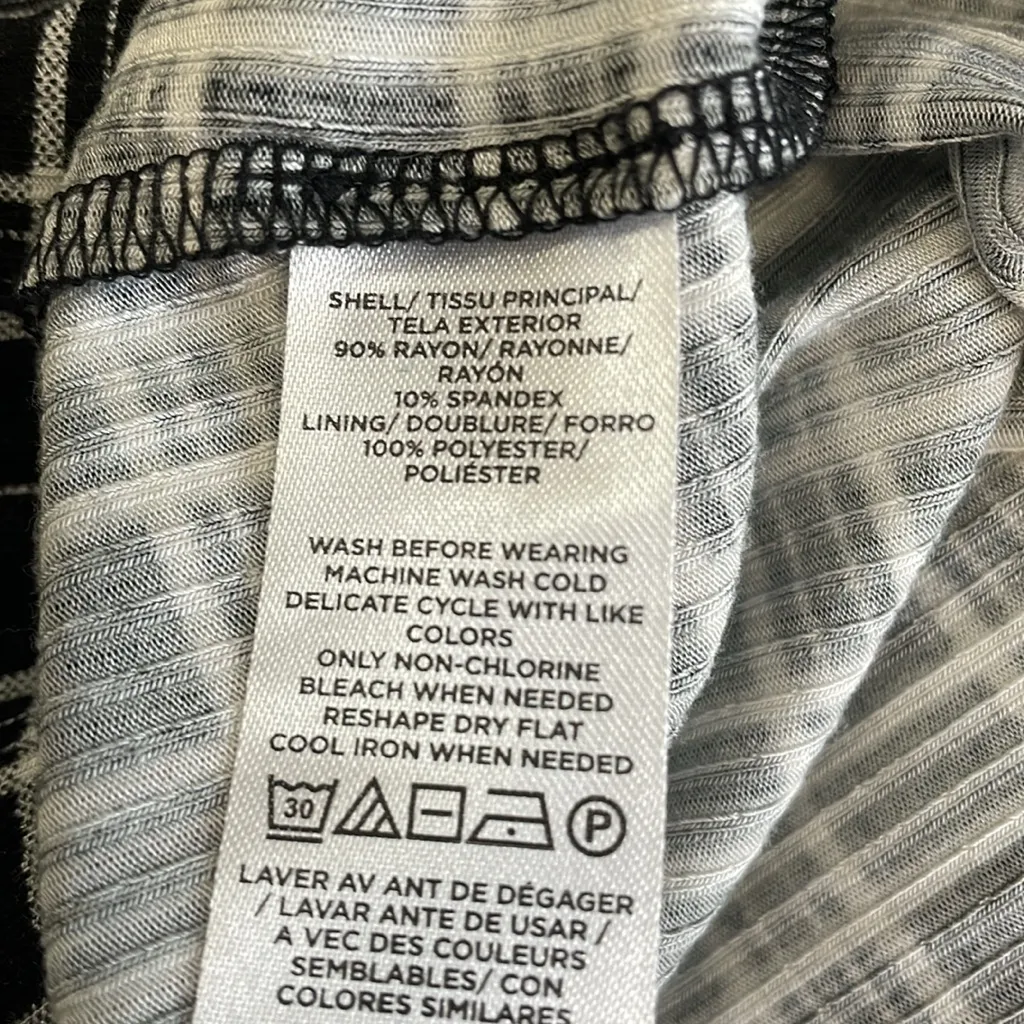 SHELL/ TISSU PRINCIPAL/
TELA EXTERIOR
90% RAYON/ RAYONNE/
RAYÓN
10% SPANDEX
LINING/ DOUBLURE/ FORRO
100% POLYESTER/
POLIÉSTER
WASH BEFORE WEARING
MACHINE WASH COLD
DELICATE CYCLE WITH LIKE
COLORS
ONLY NON-CHLORINE
BLEACH WHEN NEEDED
RESHAPE DRY FLAT
COOL IRON WHEN NEEDED
30 P
LAVER AV ANT DE DÉGAGER
/ LAVAR ANTE DE USAR /
A VEC DES COULEURS
SEMBLABLES/ CON
COLORES SIMILARES